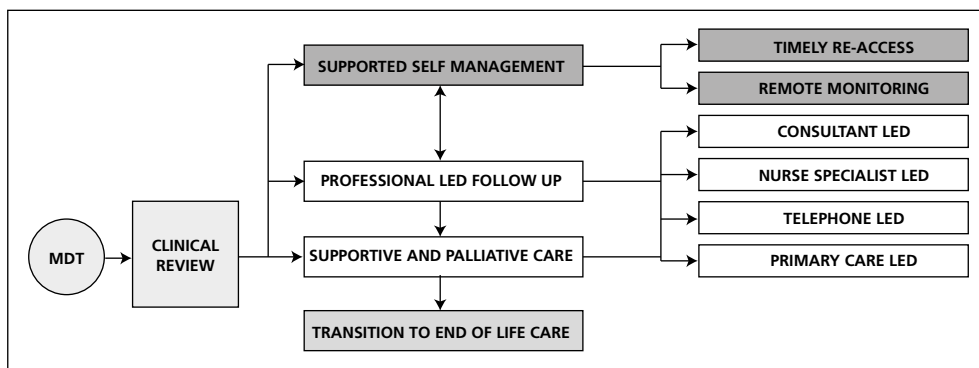 MDT
CLINICAL
REVIEW
SUPPORTED SELF MANAGEMENT
PROFESSIONAL LED FOLLOW UP
SUPPORTIVE AND PALLIATIVE CARE
TRANSITION TO END OF LIFE CARE
TIMELY RE-ACCESS
REMOTE MONITORING
CONSULTANT LED
NURSE SPECIALIST LED
TELEPHONE LED
PRIMARY CARE LED